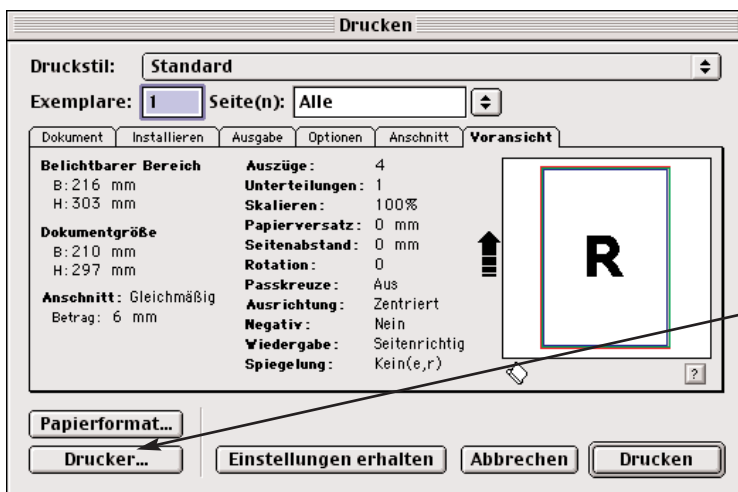 Drucken
Druckstil: Standard
Exemplare: 1 Seite(n): Alle
Dokument Installieren Ausgabe Optionen Anschnitt Voransicht
Belichtbarer Bereich
B: 216 mm
H: 303 mm
Dokumentgröße
B: 210 mm
H: 297 mm
Anschnitt: Gleichmäßig
Betrag: 6 mm
Auszüge: 4
Unterteilungen: 1
Skalieren: 100%
Papierversatz: 0 mm
Seitenabstand: 0 mm
Rotation: 0
Passkreuze: Aus
Ausrichtung: Zentriert
Negativ: Nein
Wiedergabe: Seitenrichtig
Spiegelung: Kein(e,r)
R
?
Papierformat...
Drucker... Einstellungen erhalten Abbrechen Drucken